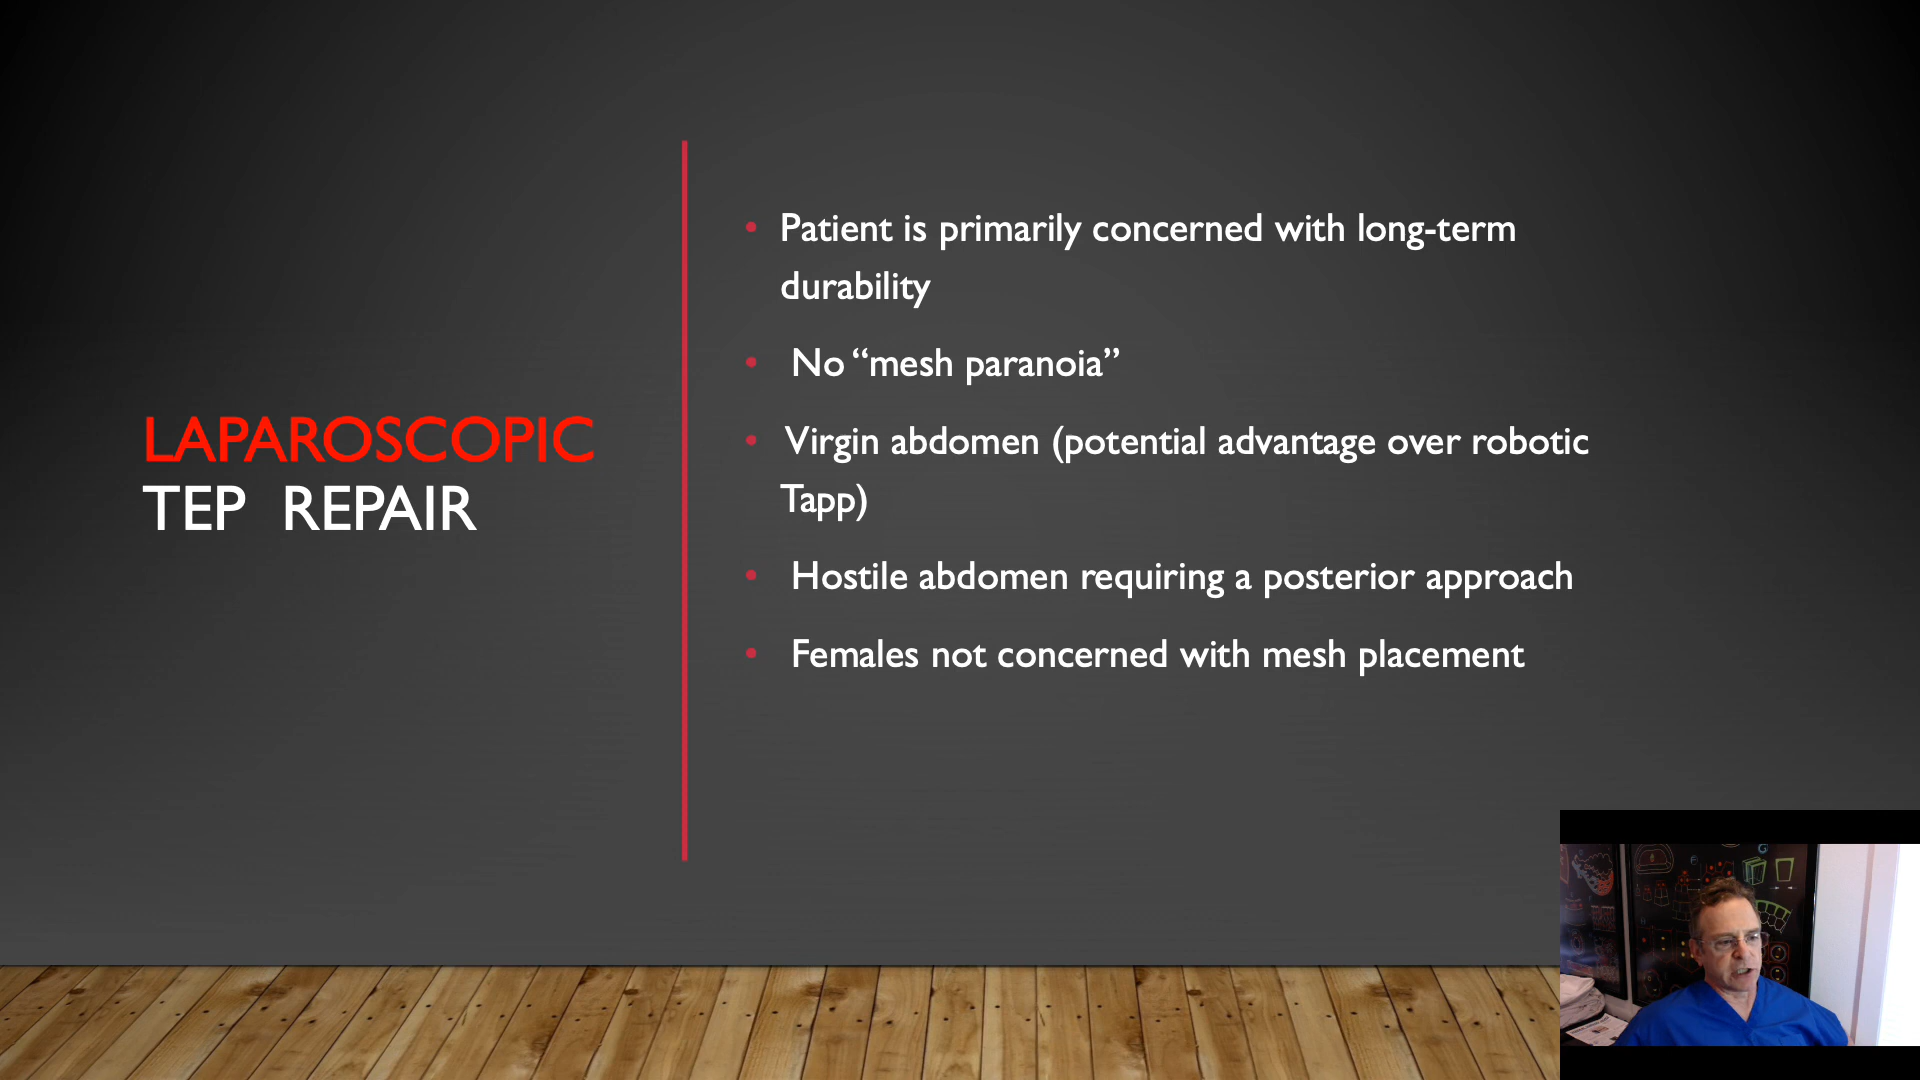 LAPAROSCOPIC
TEP REPAIR
• Patient is primarily concerned with long-term
durability
• No “mesh paranoia”
• Virgin abdomen (potential advantage over robotic
Tapp)
• Hostile abdomen requiring a posterior approach
• Females not concerned with mesh placement